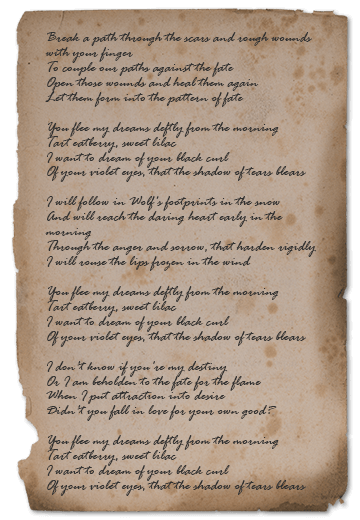 Break a path through the scars and rough wounds
with your finger
To couple our paths against the fate
Open those wounds and heal them again
Let them form into the pattern of fate

You flee my dreams deftly from the morning
Tart eatberry, sweet lilac
I want to dream of your black curl
Of your violet eyes, that the shadow of tears blears

I will follow in Wolf's footprints in the snow
And will reach the daring heart early in the
morning
Through the anger and sorrow, that harden rigidly
I will rouse the lips frozen in the wind

You flee my dreams deftly from the morning
Tart eatberry, sweet lilac
I want to dream of your black curl
Of your violet eyes, that the shadow of tears blears

I don't know if you're my destiny
Or I am beholden to the fate for the flame
When I put attraction into desire
Didn't you fall in love for your own good?

You flee my dreams deftly from the morning
Tart eatberry, sweet lilac
I want to dream of your black curl
Of your violet eyes, that the shadow of tears blears